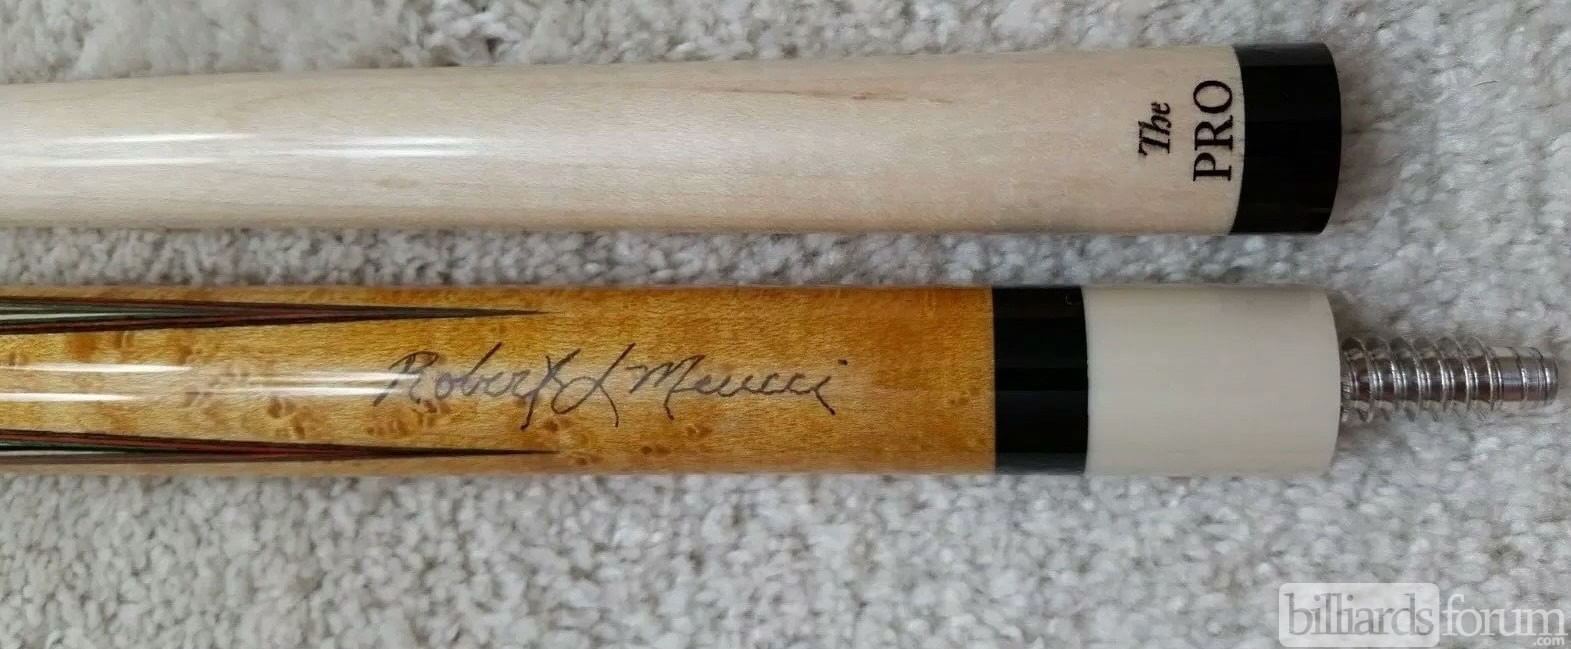 The
PRO
Robert L Meucci
billiardsforum
.com